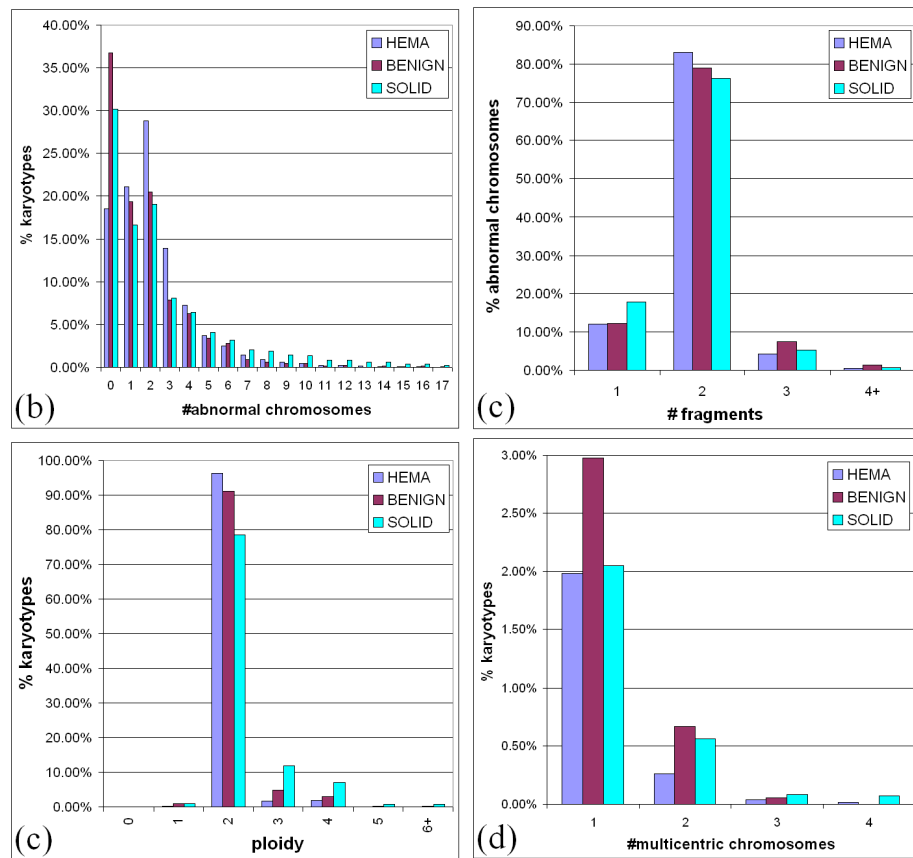 40.00%
35.00%
30.00%
25.00%
20.00%
15.00%
10.00%
5.00%
0.00%
% karyotypes
HEMA
BENIGN
SOLID
0 1 2 3 4 5 6 7 8 9 10 11 12 13 14 15 16 17
#abnormal chromosomes
(b)
90.00%
80.00%
70.00%
60.00%
50.00%
40.00%
30.00%
20.00%
10.00%
0.00%
% abnormal chromosomes
HEMA
BENIGN
SOLID
1 2 3 4+
# fragments
(c)
100.00%
90.00%
80.00%
70.00%
60.00%
50.00%
40.00%
30.00%
20.00%
10.00%
0.00%
% karyotypes
HEMA
BENIGN
SOLID
0 1 2 3 4 5 6+
ploidy
(c)
3.00%
2.50%
2.00%
1.50%
1.00%
0.50%
0.00%
% karyotypes
HEMA
BENIGN
SOLID
1 2 3 4
#multicentric chromosomes
(d)